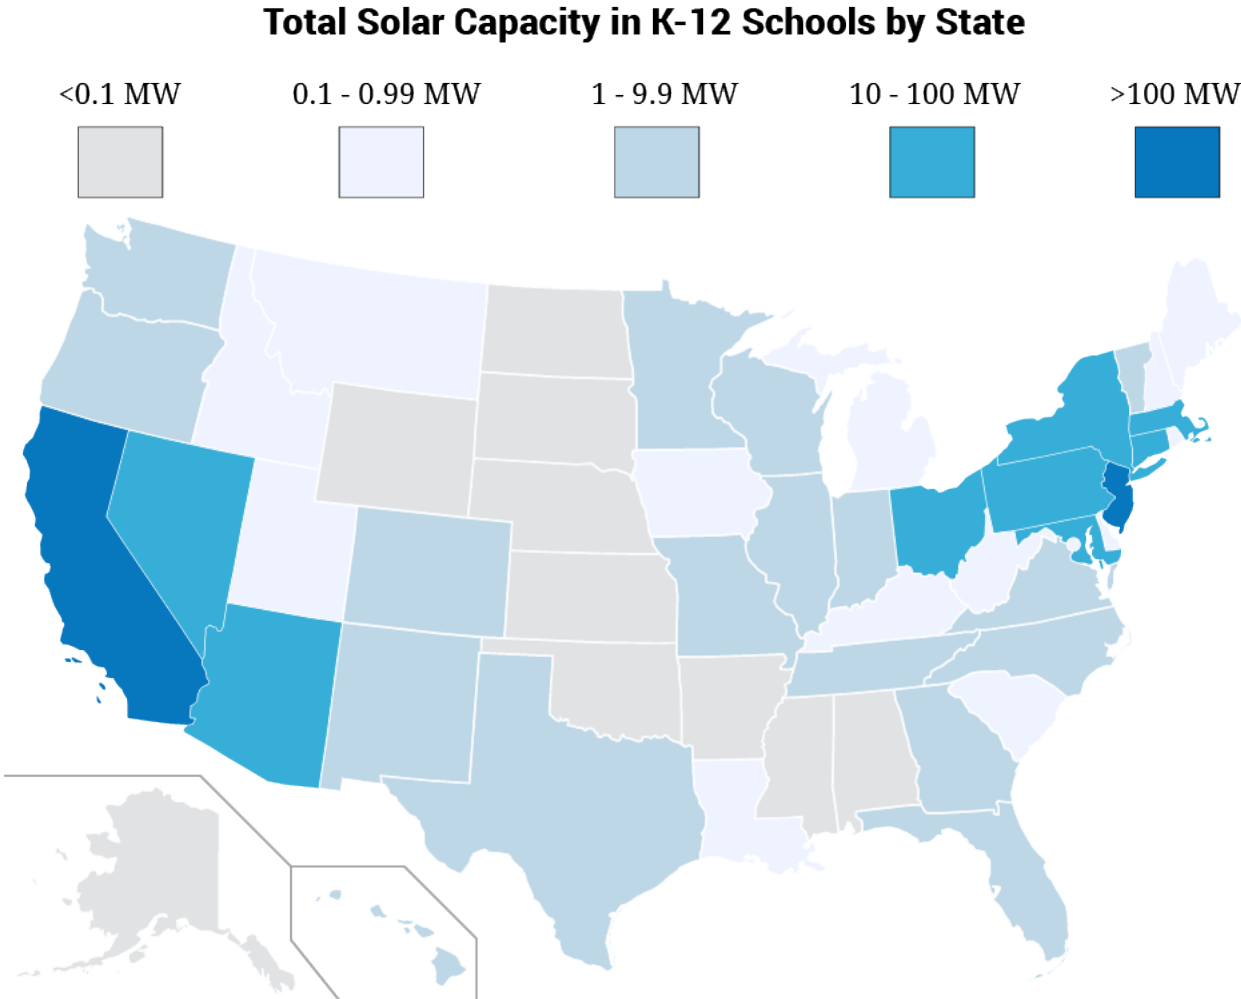 Total Solar Capacity in K-12 Schools by State
<0.1 MW 0.1 - 0.99 MW 1 - 9.9 MW 10 - 100 MW >100 MW